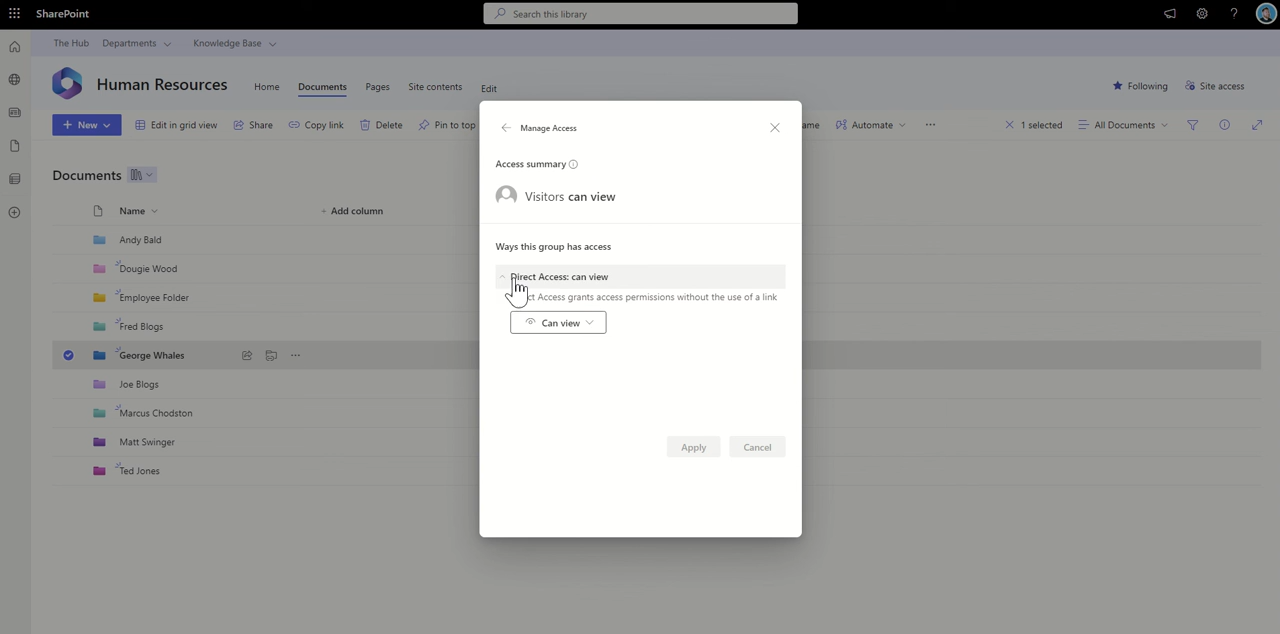 SharePoint
Search this library
The Hub Departments Knowledge Base
Human Resources Home Documents Pages Site contents Edit
Following Site access
New Edit in grid view Share Copy link Delete Pin to top Automate ... 1 selected All Documents
Documents
Name + Add column
Andy Bald
Dougie Wood
Employee Folder
Fred Blogs
George Whales
Joe Blogs
Marcus Chodston
Matt Swinger
Ted Jones
Manage Access
Access summary
Visitors can view
Ways this group has access
Direct Access: can view
Access grants access permissions without the use of a link
Can view
Apply Cancel